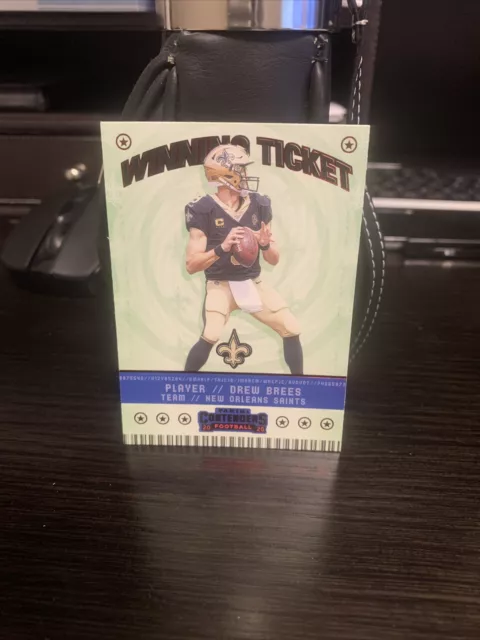 WINNING TICKET
PLAYER // DREW BREES
TEAM // NEW ORLEANS SAINTS
PANINI
CONTENDERS
20 FOOTBALL 20